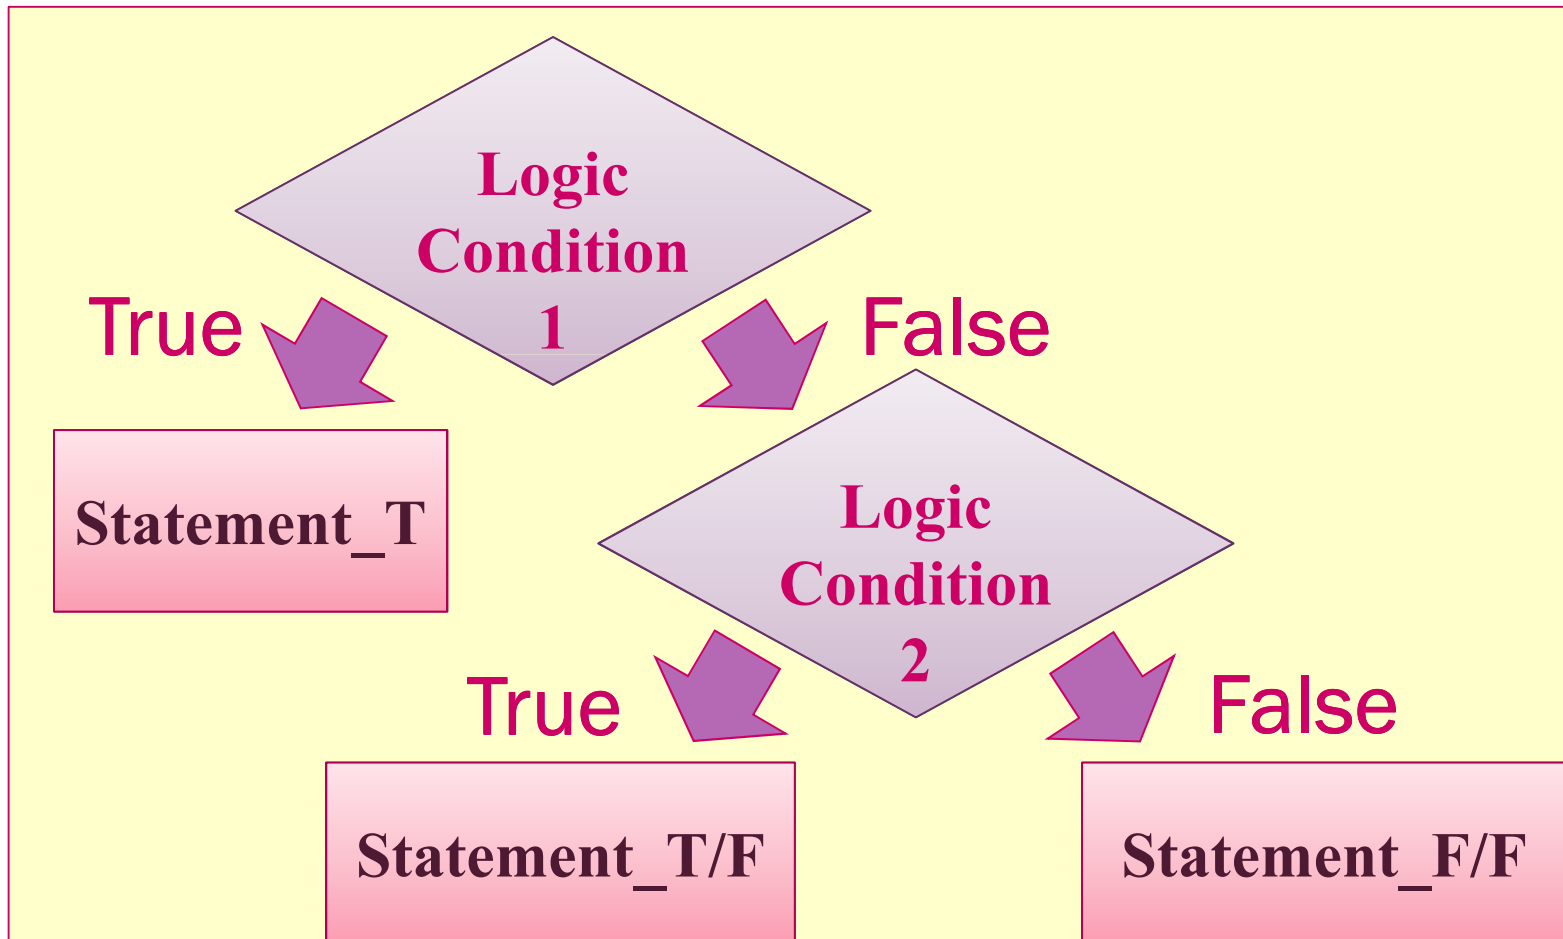 Logic
Condition
1
True
False
Statement_T
Logic
Condition
2
True
False
Statement_T/F
Statement_F/F